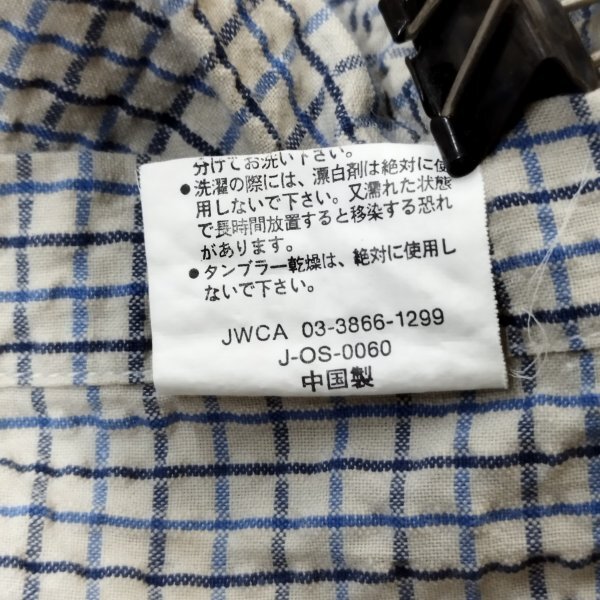 分けてお洗い下さい。
●洗濯の際には、漂白剤は絶対に使
用しないで下さい。又濡れた状態
で長時間放置すると移染する恐れ
があります。
●タンブラー乾燥は、絶対に使用し
ないで下さい。
JWCA 03-3866-1299
J-OS-0060
中国製